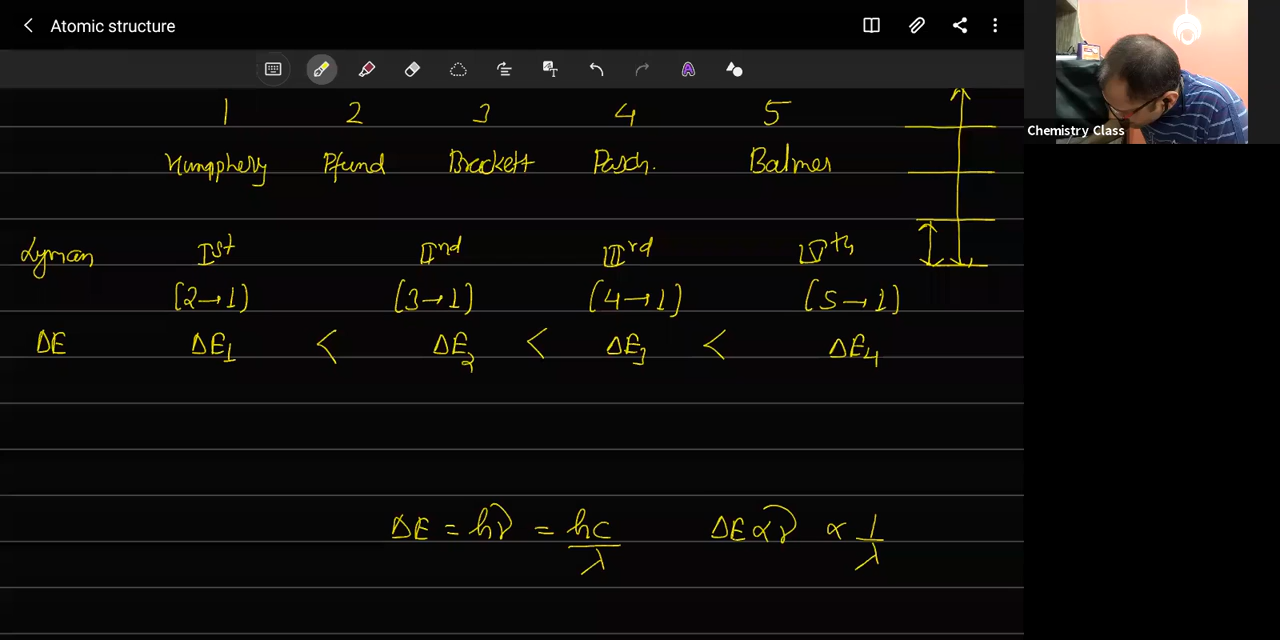 Atomic structure
Chemistry Class
1 2 3 4 5
Humpphery Pfund Brackett Pasch. Balmer
Lyman Ist IInd IIIrd IVth
(2→1) (3→1) (4→1) (5→1)
ΔE ΔE1 < ΔE2 < ΔE3 < ΔE4
ΔE = hν = hc/λ ΔE ∝ ν ∝ 1/λ